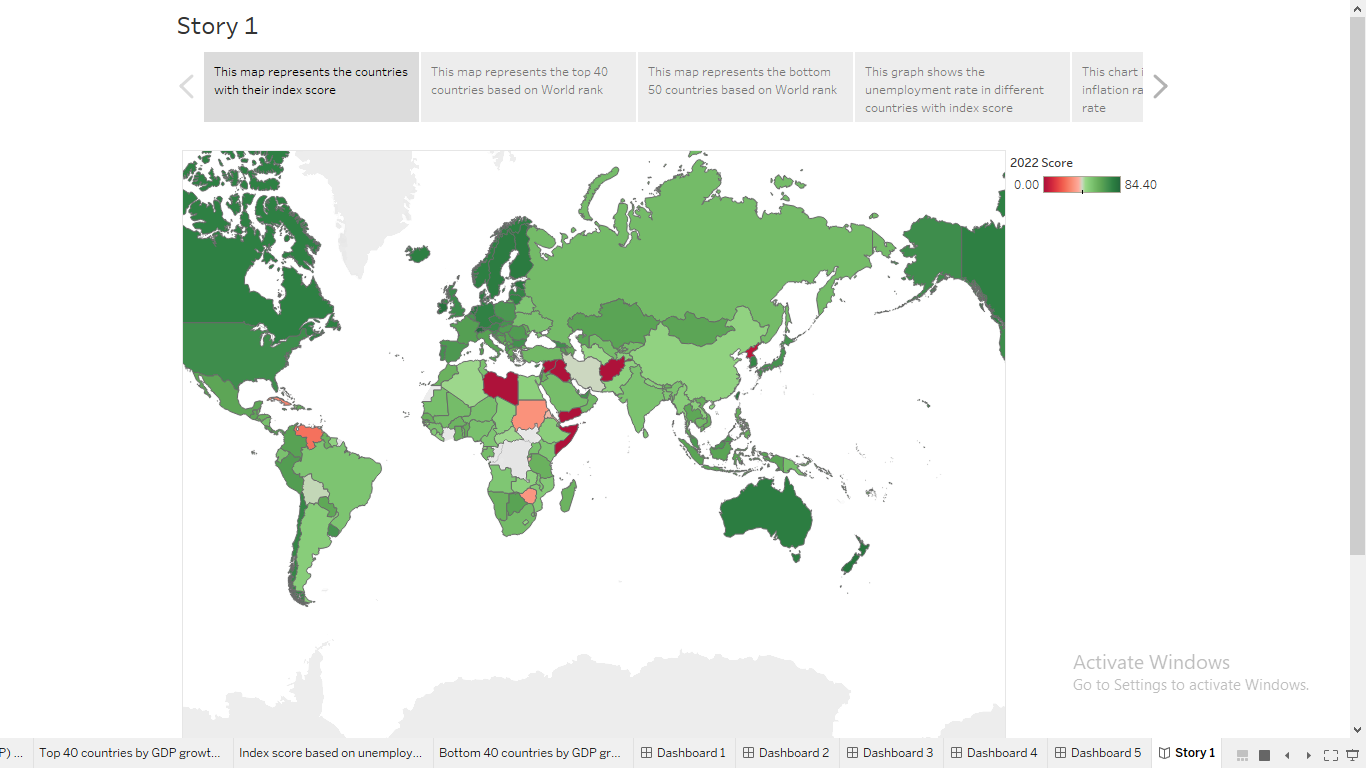 Story 1
This map represents the countries
with their index score
This map represents the top 40
countries based on World rank
This map represents the bottom
50 countries based on World rank
This graph shows the
unemployment rate in different
countries with index score
This chart i
inflation ra
rate
2022 Score
0.00
84.40
Activate Windows
Go to Settings to activate Windows.
P) ...
Top 40 countries by GDP growt...
Index score based on unemploy...
Bottom 40 countries by GDP gr...
Dashboard 1
Dashboard 2
Dashboard 3
Dashboard 4
Dashboard 5
Story 1